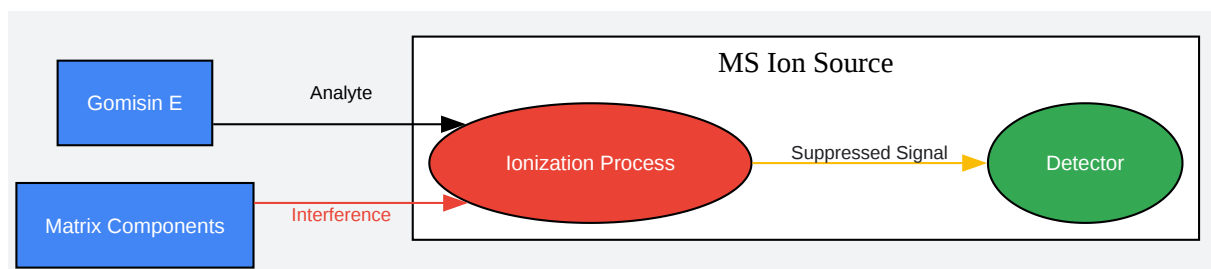 MS Ion Source
Gomisin E
Analyte
Ionization Process
Suppressed Signal
Detector
Matrix Components
Interference